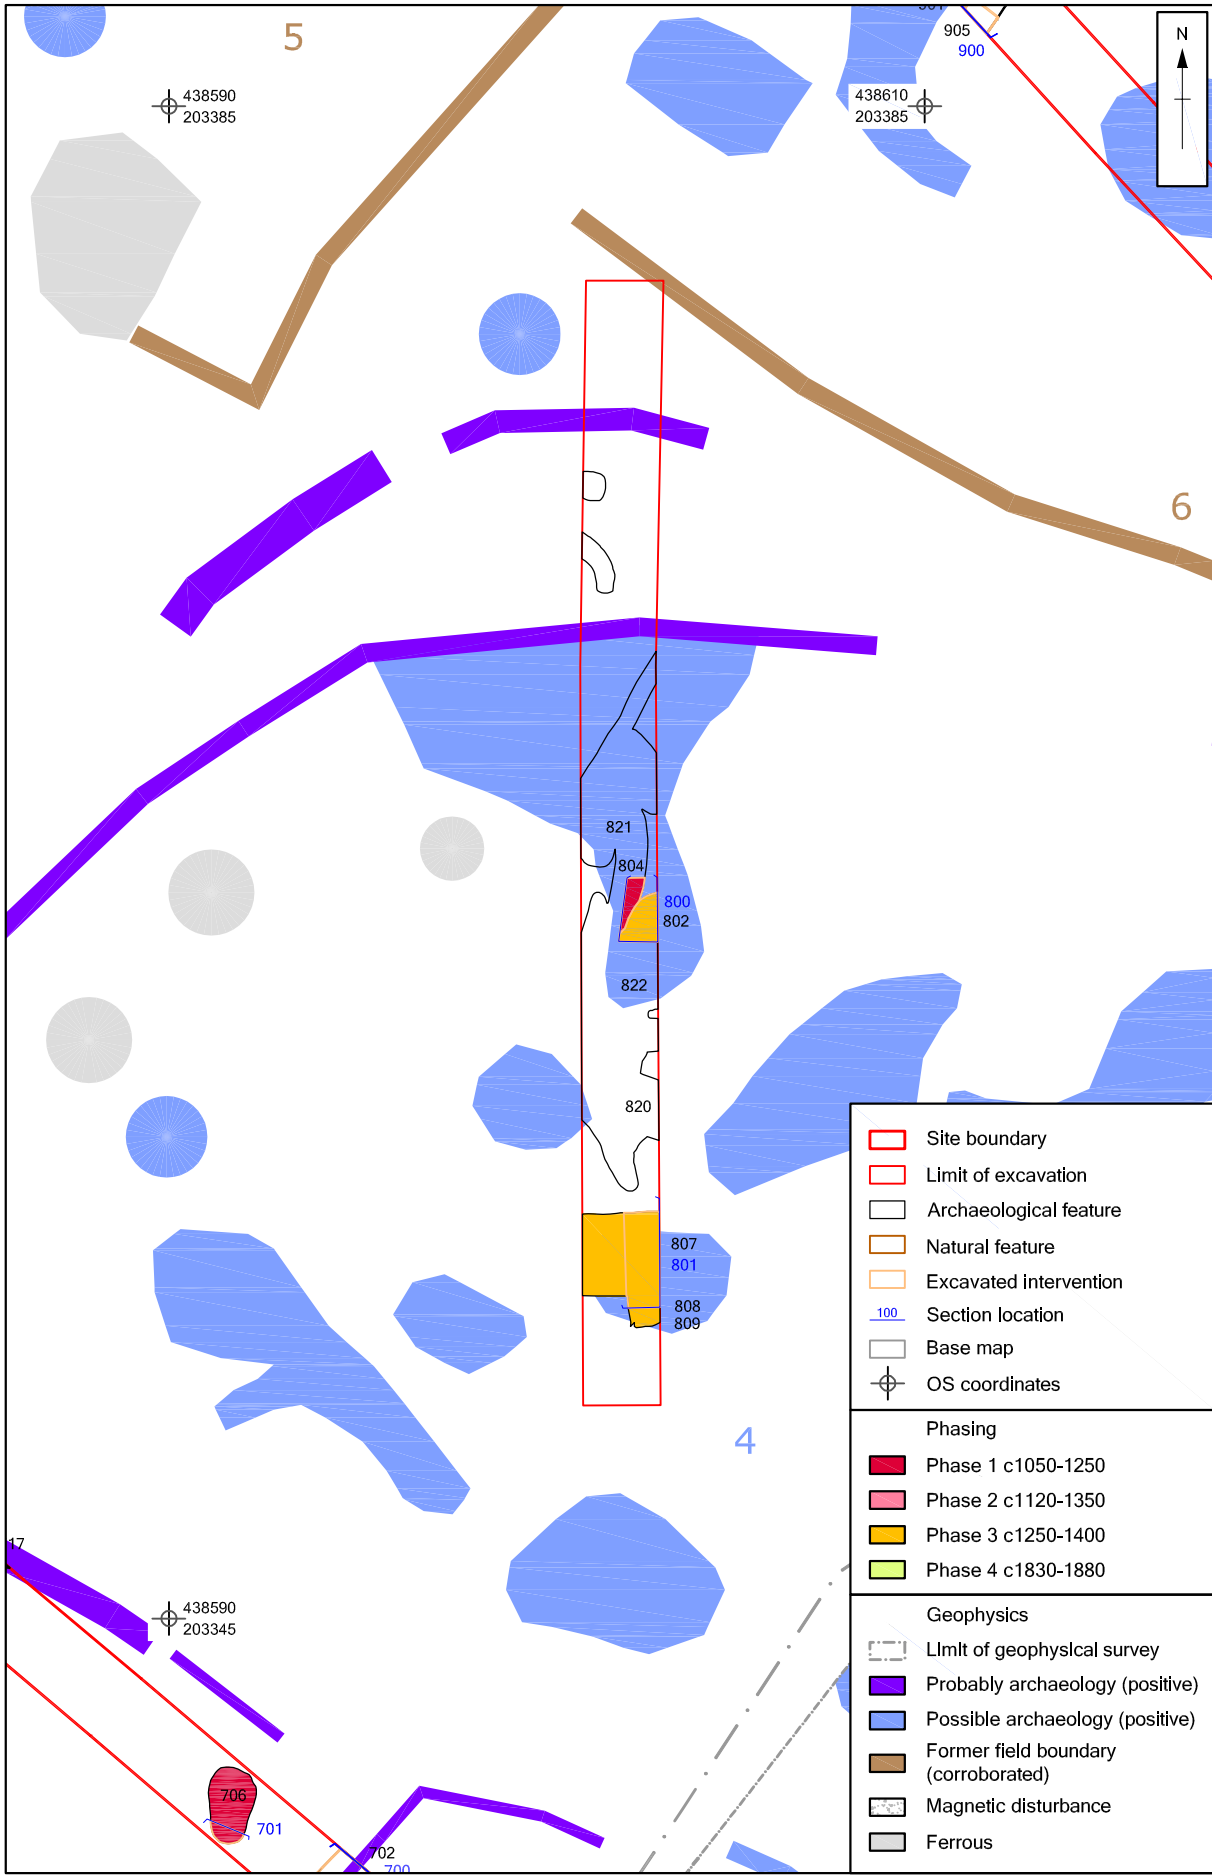 5
905
900
N
438590
203385
438610
203385
6
821
804
800
802
822
820
807
801
808
809
4
17
438590
203345
706
701
702
700
Site boundary
Limit of excavation
Archaeological feature
Natural feature
Excavated intervention
100 Section location
Base map
OS coordinates
Phasing
Phase 1 c1050-1250
Phase 2 c1120-1350
Phase 3 c1250-1400
Phase 4 c1830-1880
Geophysics
Limit of geophysical survey
Probably archaeology (positive)
Possible archaeology (positive)
Former field boundary
(corroborated)
Magnetic disturbance
Ferrous